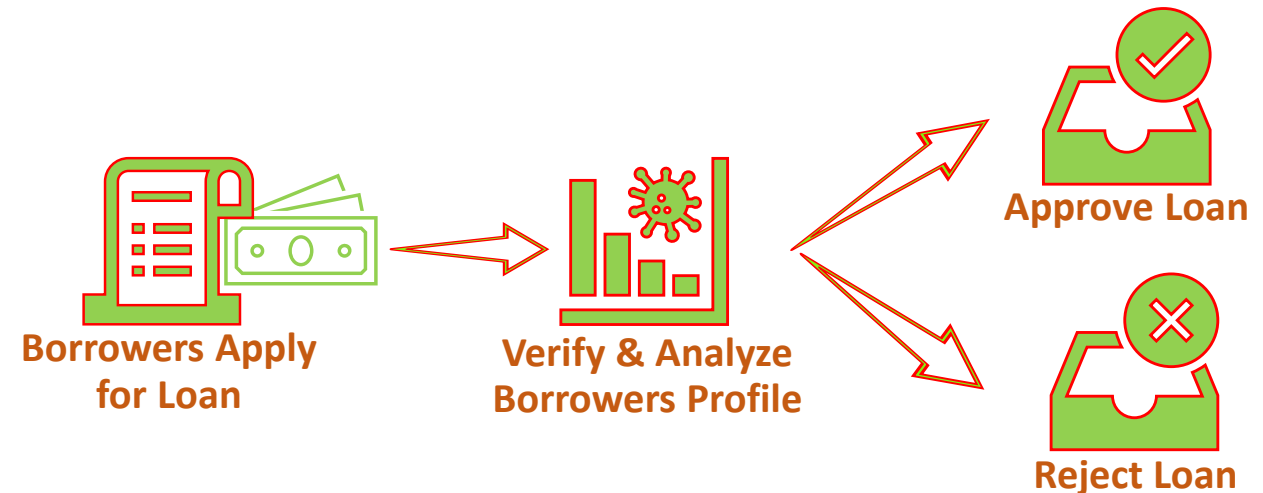 Borrowers Apply
for Loan
Verify & Analyze
Borrowers Profile
Approve Loan
Reject Loan